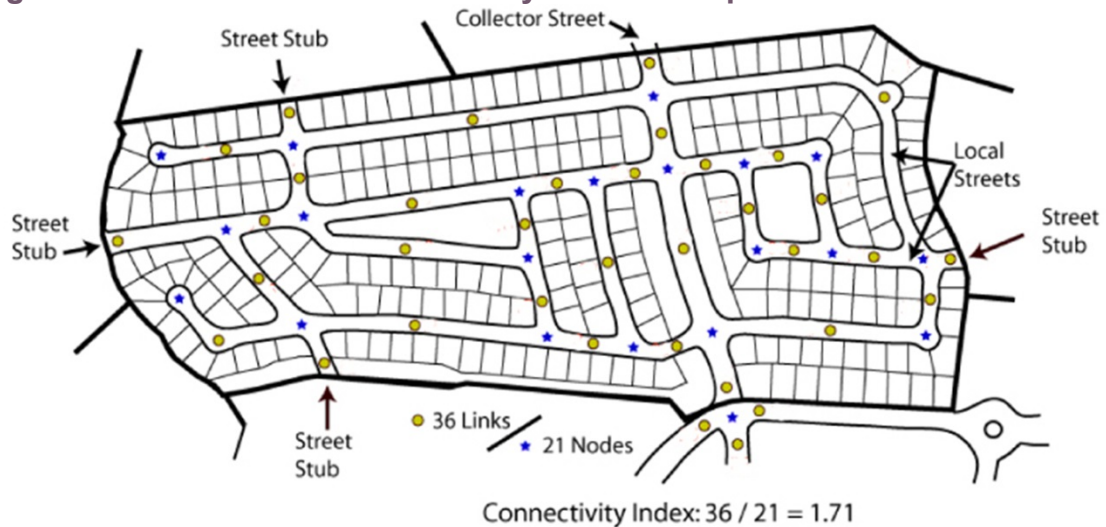 Collector Street
Street Stub
Local
Streets
Street
Stub
Street
Stub
36 Links
21 Nodes
Street
Stub
Connectivity Index: 36 / 21 = 1.71